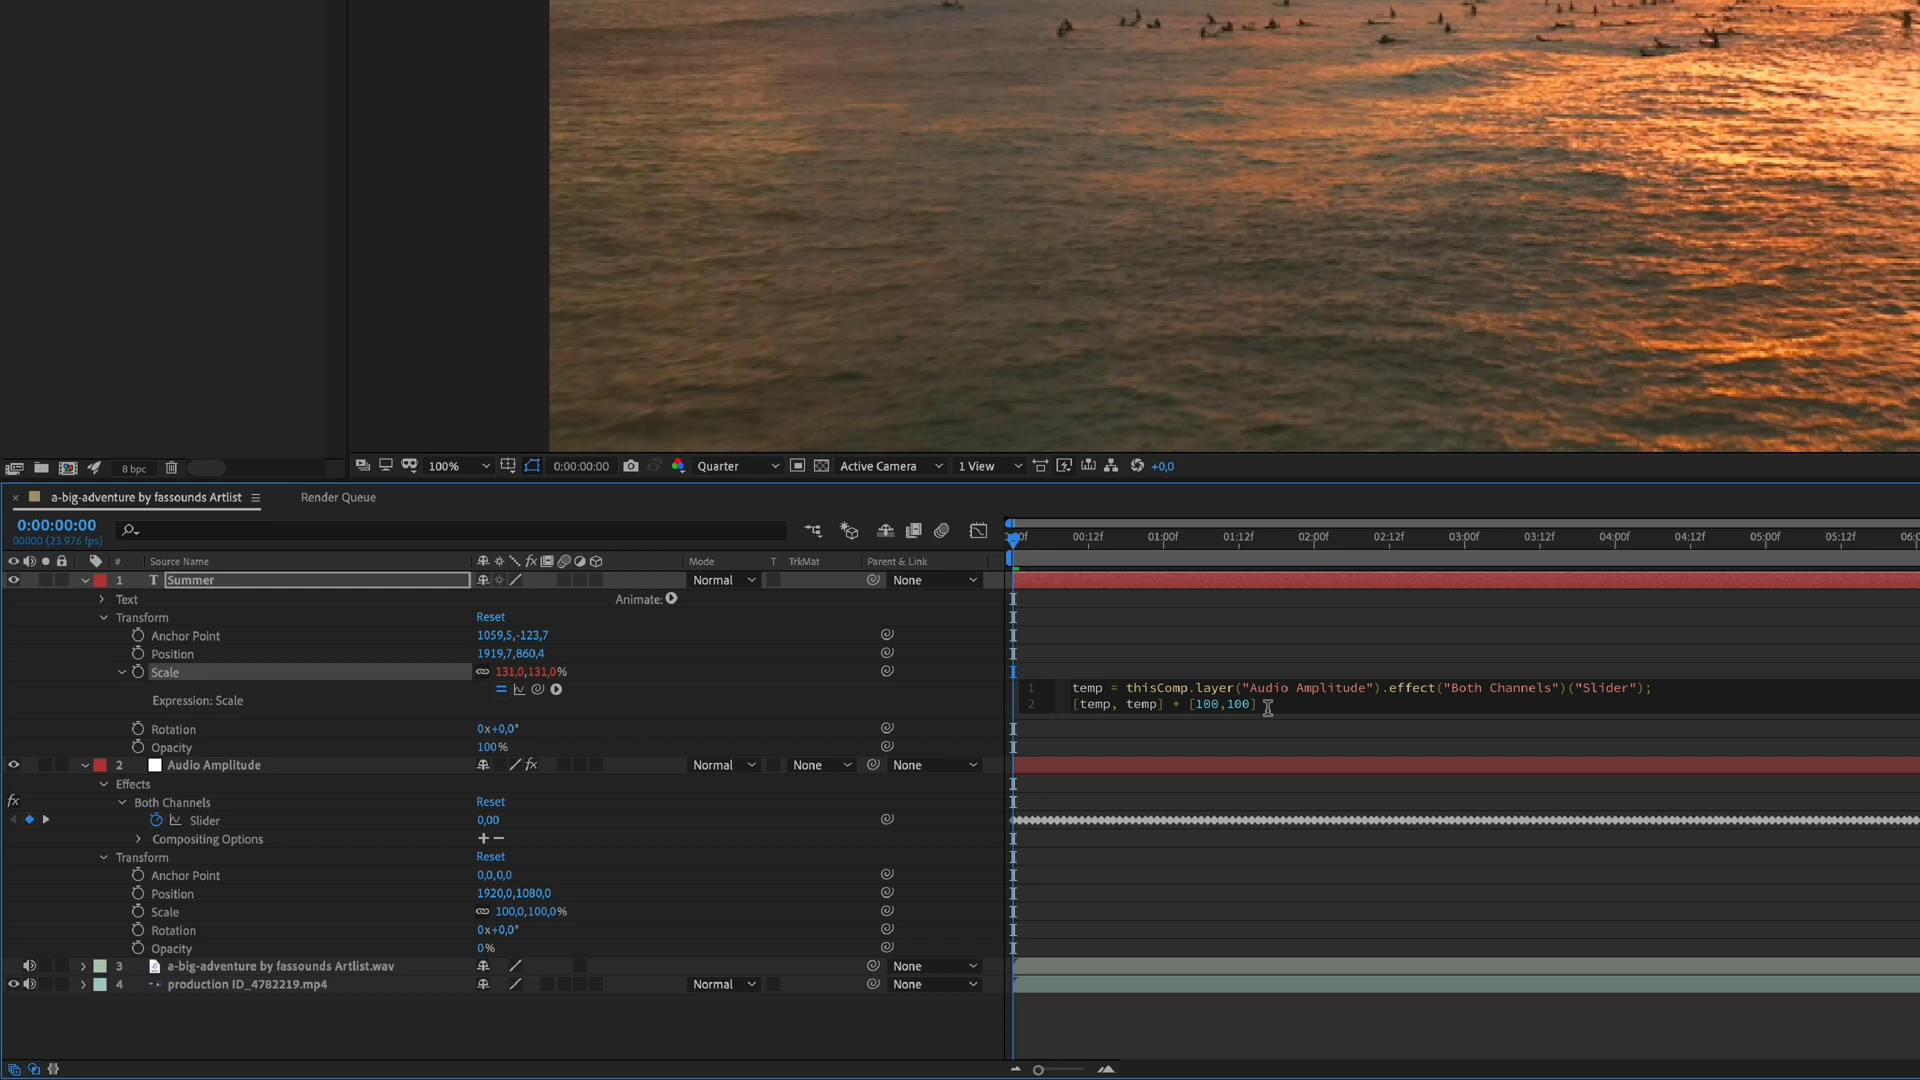 8 bpc
100%
0:00:00:00
Quarter
Active Camera
1 View
+0,0
a-big-adventure by fassounds Artlist
Render Queue
0:00:00:00
00000 (23.976 fps)
00:12f 01:00f 01:12f 02:00f 02:12f 03:00f 03:12f 04:00f 04:12f 05:00f 05:12f
# Source Name fx Mode T TrkMat Parent & Link
1 T Summer Normal None
Text Animate:
Transform Reset
Anchor Point 1059,5,-123,7
Position 1919,7,860,4
Scale 131,0,131,0%
1 temp = thisComp.layer("Audio Amplitude").effect("Both Channels")("Slider");
Expression: Scale
2 [temp, temp] + [100,100]
Rotation 0x+0,0°
Opacity 100%
2 Audio Amplitude fx Normal None None
Effects
fx Both Channels Reset
Slider 0,00
Compositing Options + −
Transform Reset
Anchor Point 0,0,0,0
Position 1920,0,1080,0
Scale 100,0,100,0%
Rotation 0x+0,0°
Opacity 0%
3 a-big-adventure by fassounds Artlist.wav None
4 production ID_4782219.mp4 Normal None